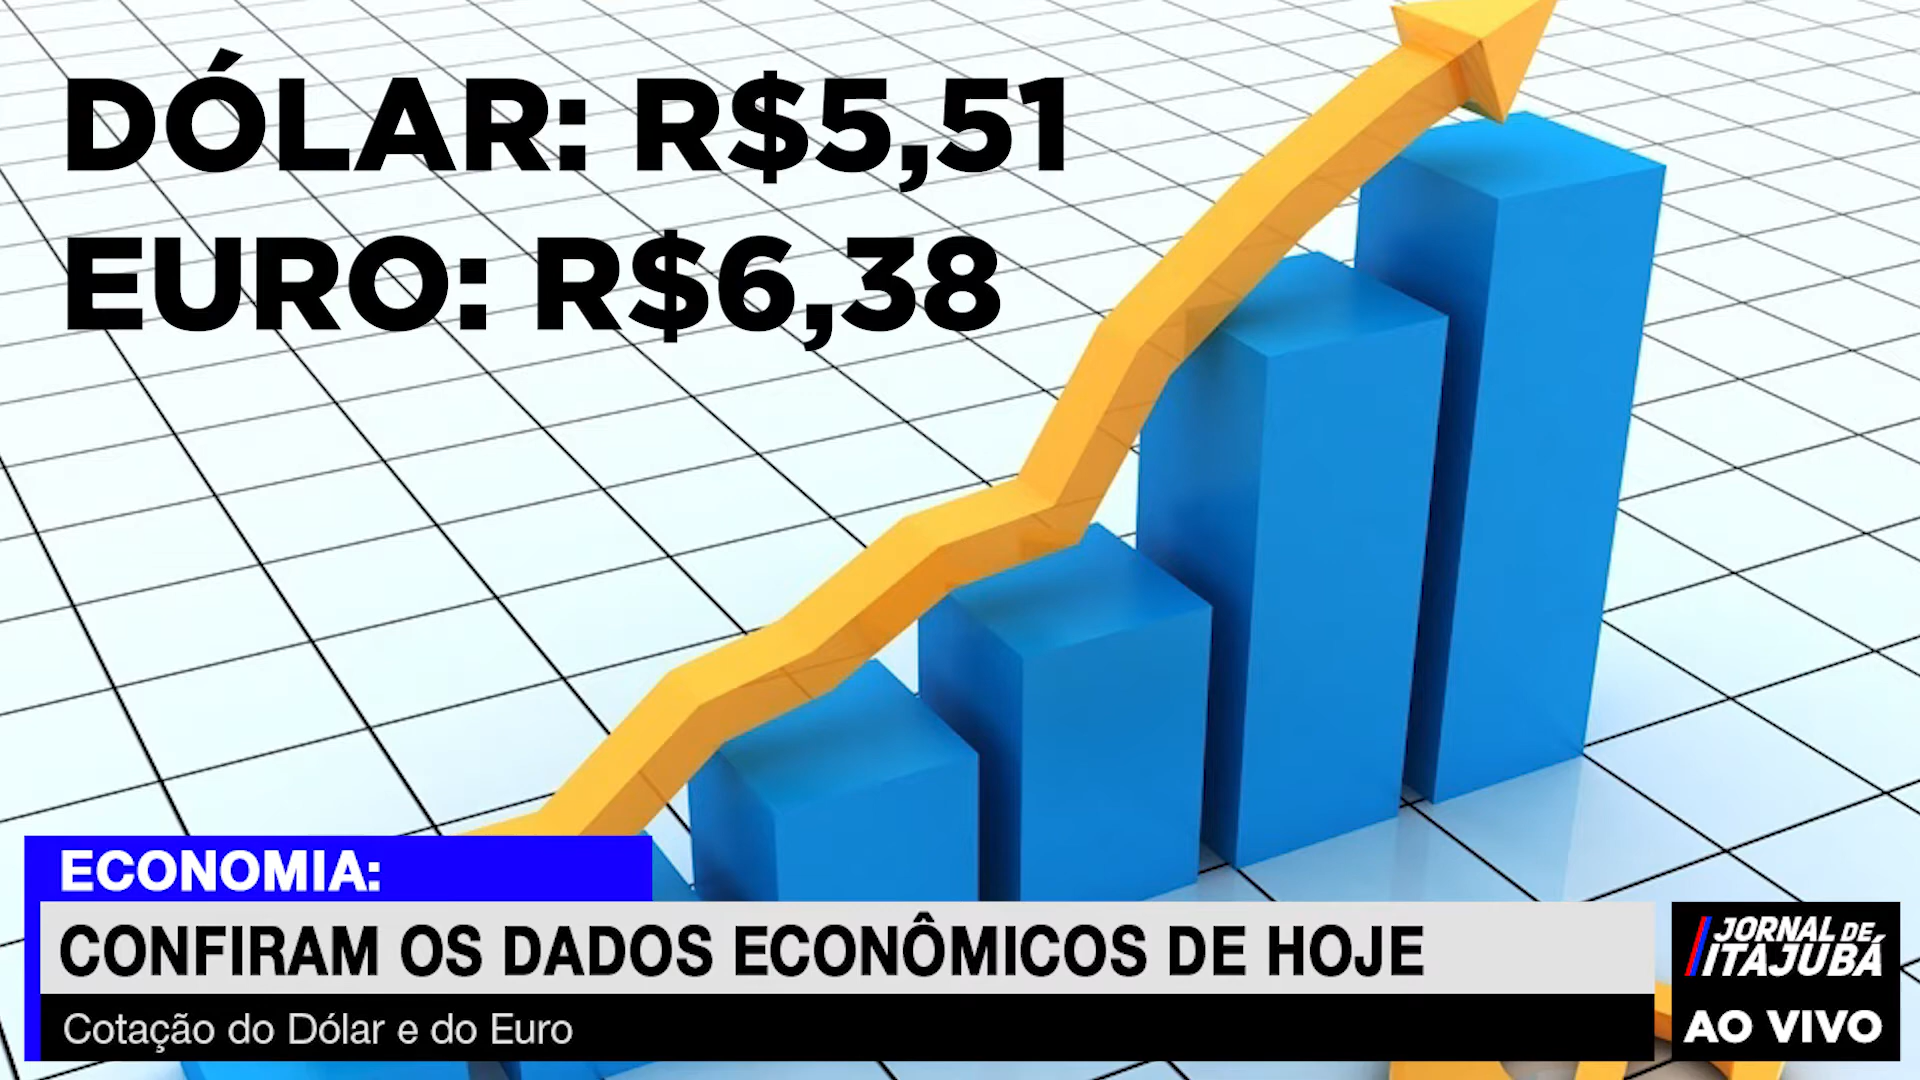 DÓLAR: R$5,51
EURO: R$6,38
ECONOMIA:
CONFIRAM OS DADOS ECONÔMICOS DE HOJE
Cotação do Dólar e do Euro
JORNAL DE
ITAJUBÁ
AO VIVO